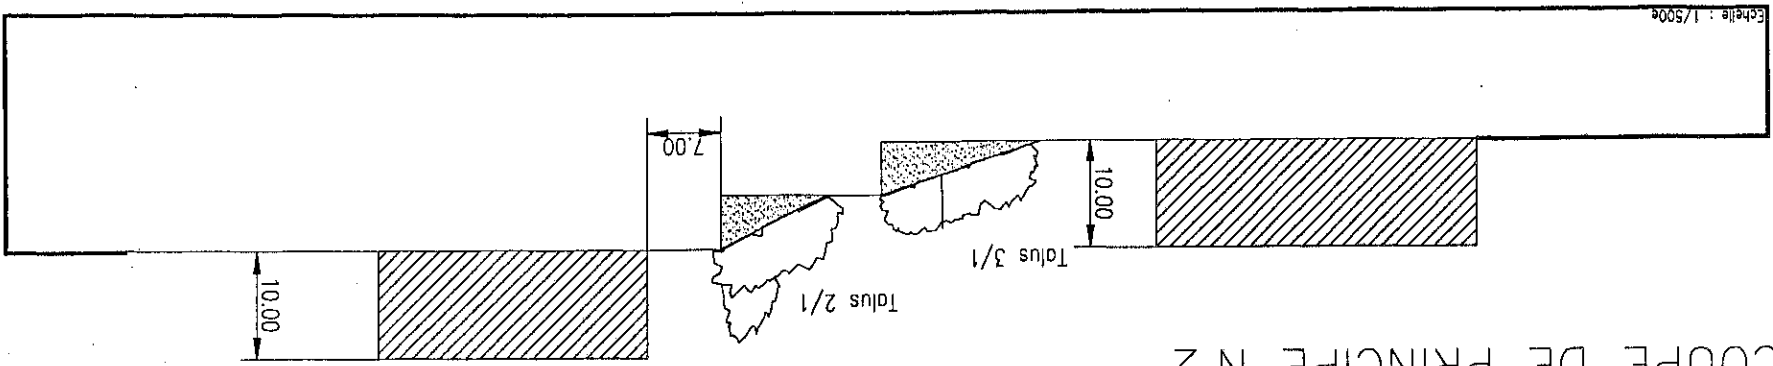 COUPE DE PRINCIPE N 2
10.00
Talus 2/1
Talus 3/1
10.00
7.00
Echelle : 1/500e